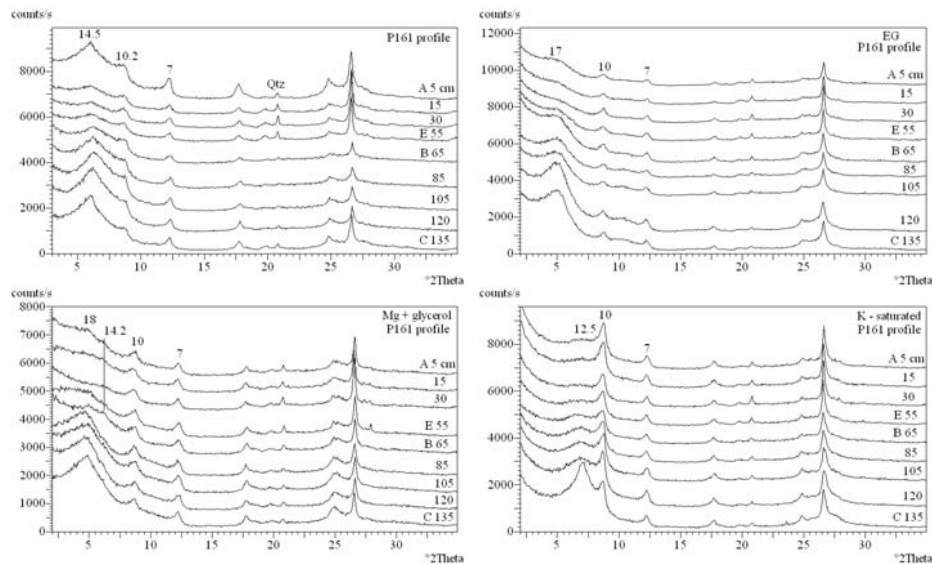 counts/s
14.5
P161 profile
8000
10.2
7
Qtz
A 5 cm
15
6000
30
E 55
4000
B 65
85
2000
105
120
C 135
0
5 10 15 20 25 30
°2Theta
counts/s
12000
EG
P161 profile
17
10000
10
7
A 5 cm
15
8000
30
E 55
6000
B 65
85
4000
105
2000
120
C 135
0
5 10 15 20 25 30
°2Theta
counts/s
8000
Mg + glycerol
18
P161 profile
14.2
7000
10
7
6000
A 5 cm
5000
15
30
4000
E 55
3000
B 65
2000
85
105
1000
120
C 135
0
5 10 15 20 25 30
°2Theta
counts/s
10
K - saturated
12.5
P161 profile
8000
7
A 5 cm
15
6000
30
E 55
4000
B 65
85
2000
105
120
C 135
0
5 10 15 20 25 30
°2Theta